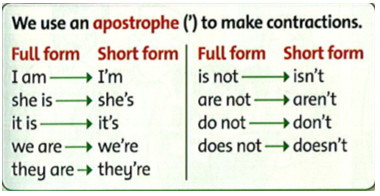 We use an apostrophe (') to make contractions.
Full form Short form
I am → I'm
she is → she's
it is → it's
we are → we're
they are → they're
Full form Short form
is not → isn't
are not → aren't
do not → don't
does not → doesn't